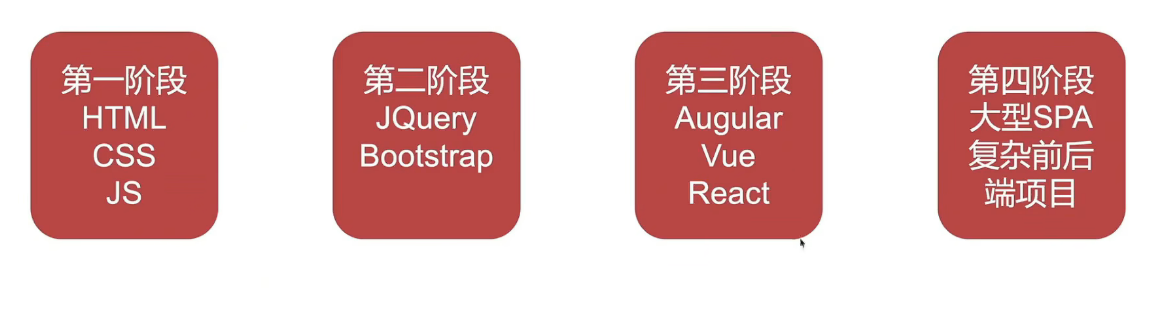 第一阶段
HTML
CSS
JS
第二阶段
JQuery
Bootstrap
第三阶段
Augular
Vue
React
第四阶段
大型SPA
复杂前后
端项目